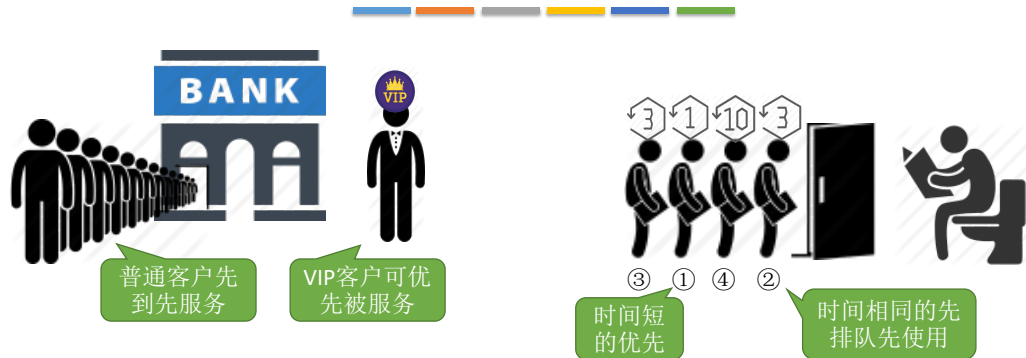 BANK
VIP
普通客户先
到先服务
VIP客户可优
先被服务
3 1 10 3
③ ① ④ ②
时间短
的优先
时间相同的先
排队先使用